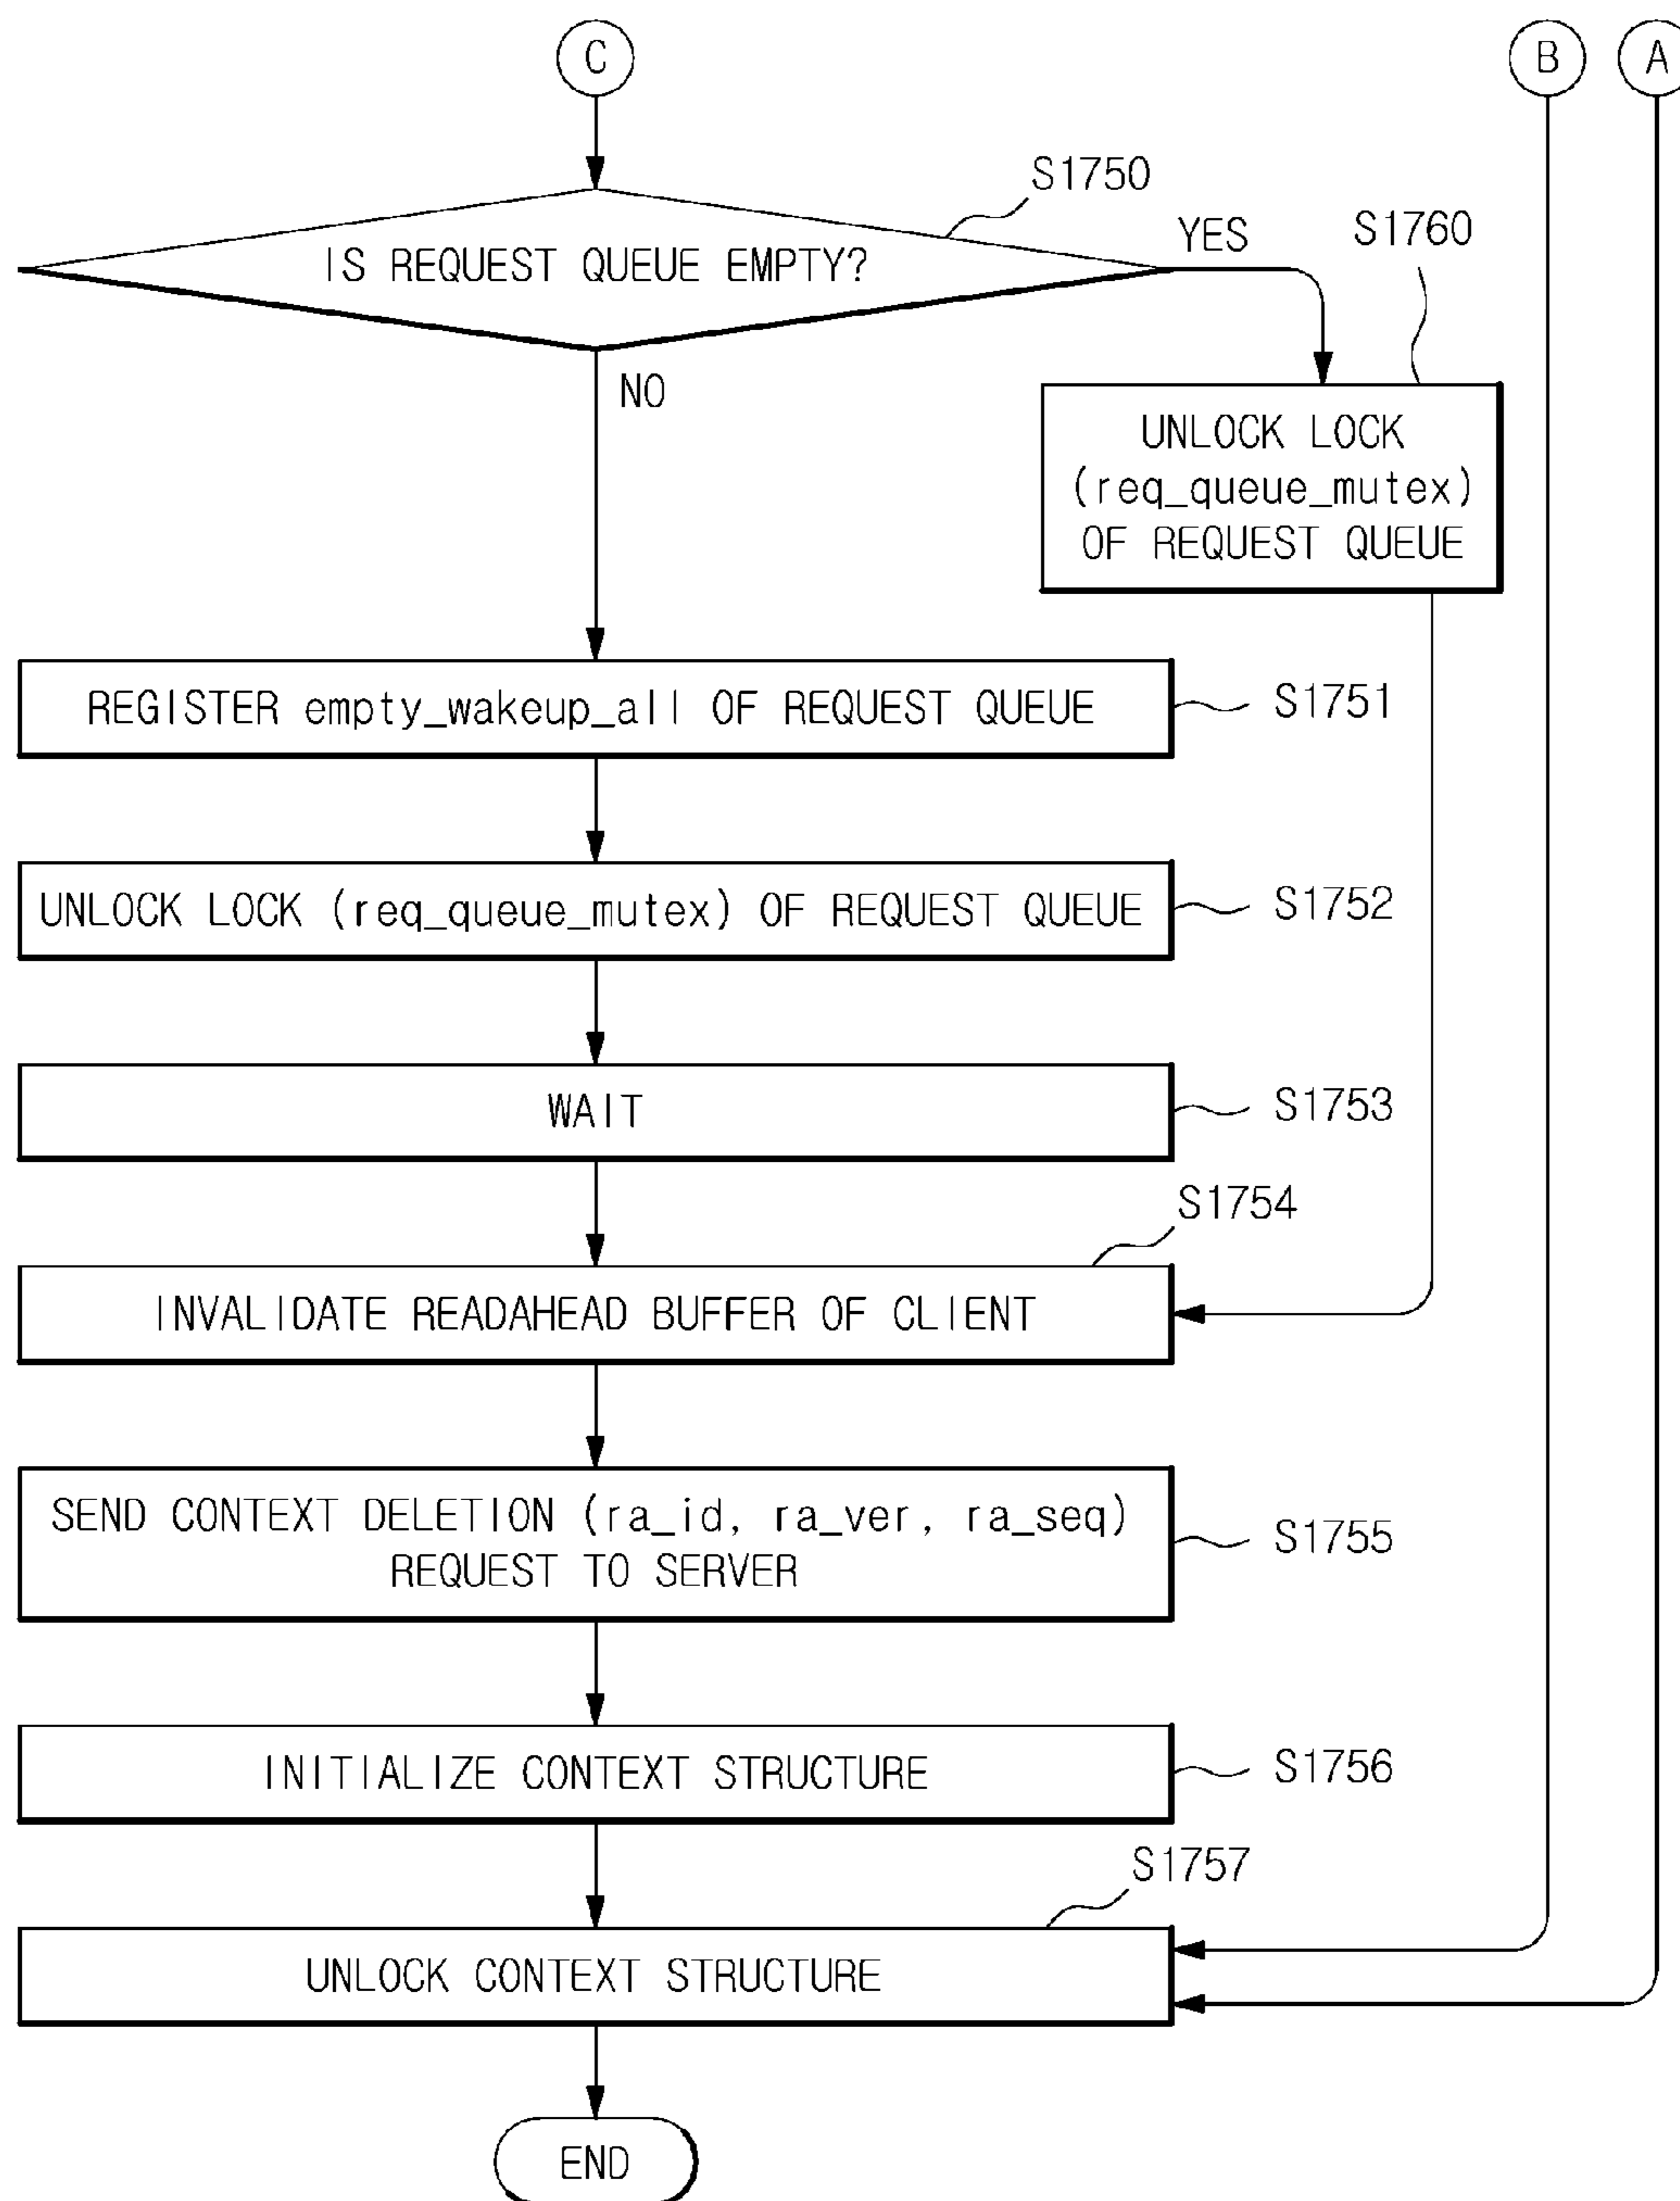 C
B
A
S1750
IS REQUEST QUEUE EMPTY?
YES
S1760
NO
UNLOCK LOCK
(req_queue_mutex)
OF REQUEST QUEUE
REGISTER empty_wakeup_all OF REQUEST QUEUE
S1751
UNLOCK LOCK (req_queue_mutex) OF REQUEST QUEUE
S1752
WAIT
S1753
S1754
INVALIDATE READAHEAD BUFFER OF CLIENT
SEND CONTEXT DELETION (ra_id, ra_ver, ra_seq)
REQUEST TO SERVER
S1755
INITIALIZE CONTEXT STRUCTURE
S1756
S1757
UNLOCK CONTEXT STRUCTURE
END